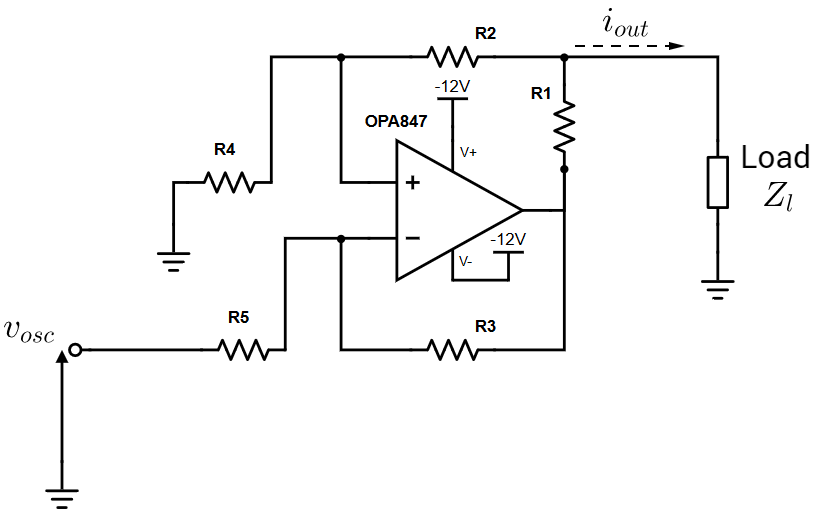 i_out
R2
-12V
R1
OPA847
V+
R4
Load
Z_l
-12V
V-
R5
R3
v_osc
+
−